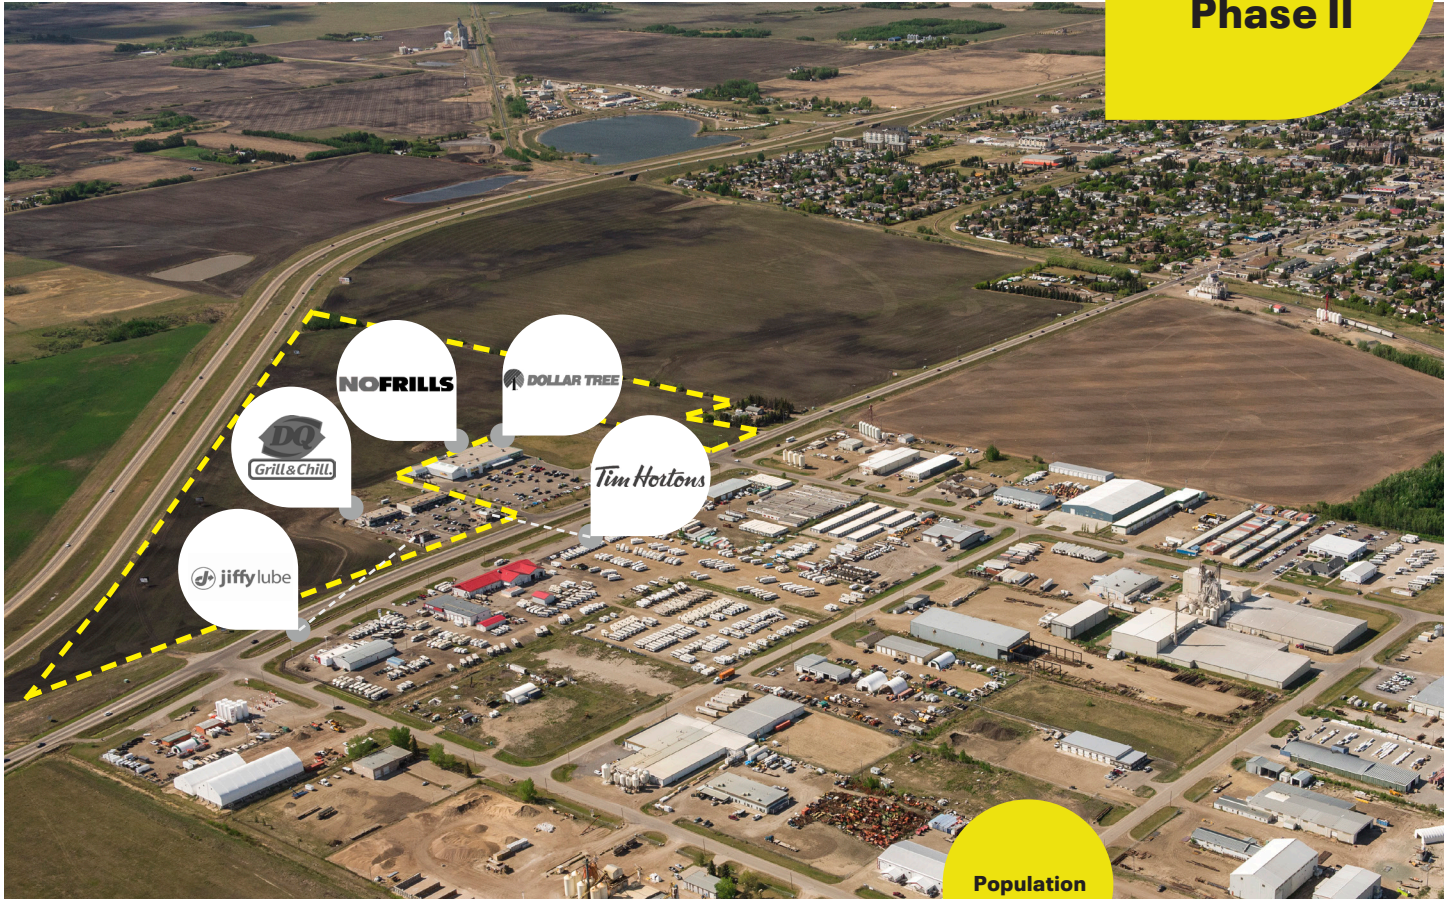 Phase II
NOFRILLS
DOLLAR TREE
DQ
Grill & Chill.
Tim Hortons
jiffy lube
Population